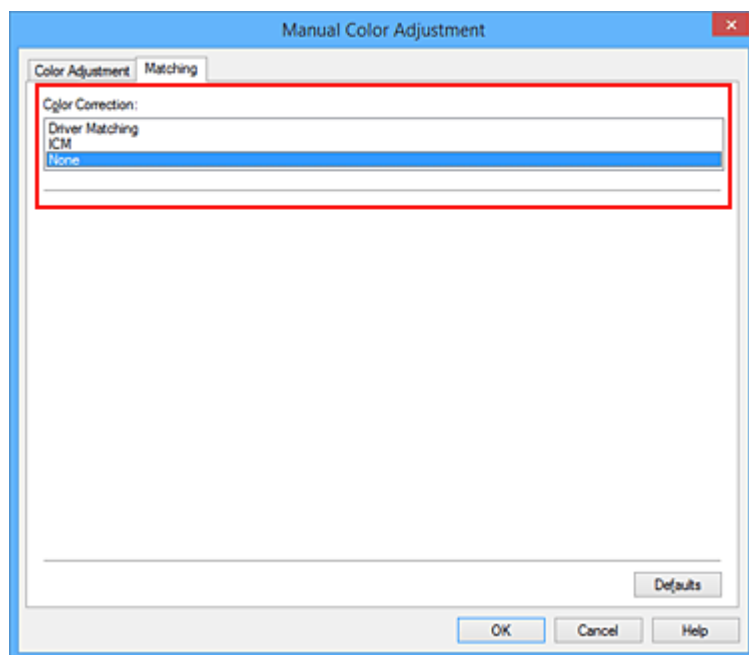 Manual Color Adjustment
Color Adjustment Matching
Color Correction:
Driver Matching
ICM
None
Defaults
OK Cancel Help